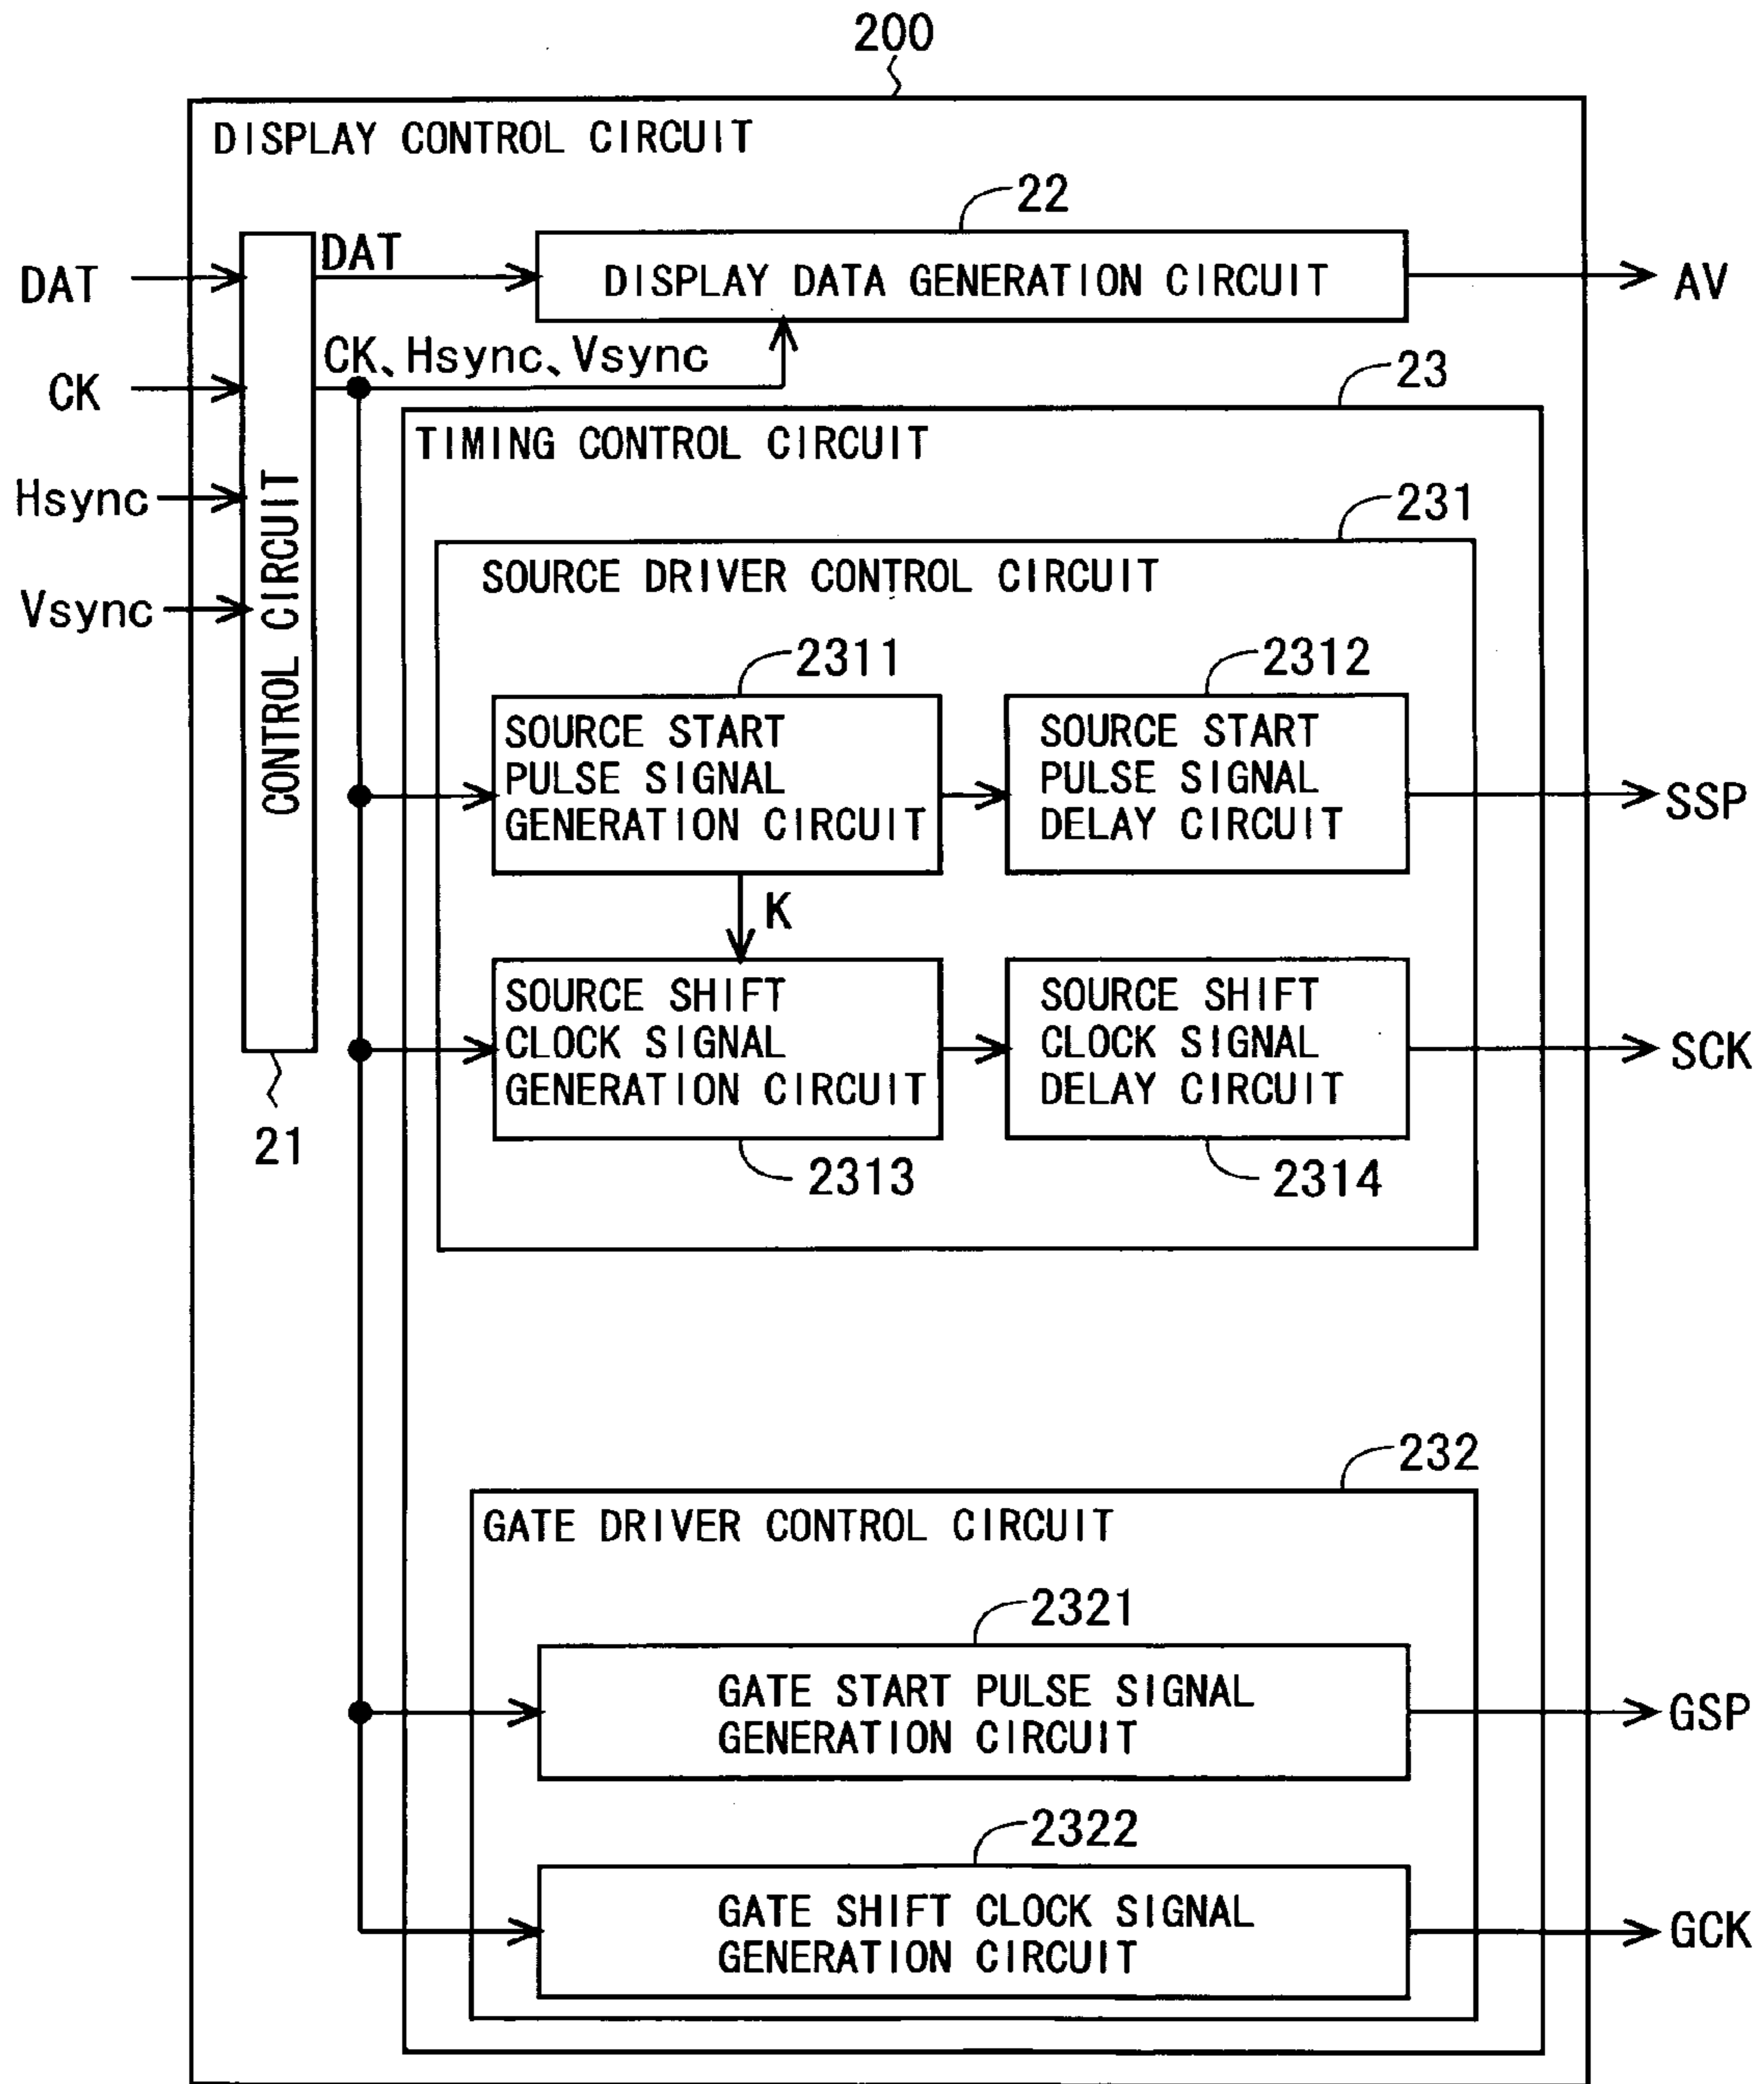 200
DISPLAY CONTROL CIRCUIT
22
DAT
DAT
DISPLAY DATA GENERATION CIRCUIT
AV
CK、Hsync、Vsync
CK
23
TIMING CONTROL CIRCUIT
Hsync
CONTROL CIRCUIT
231
SOURCE DRIVER CONTROL CIRCUIT
Vsync
2311
2312
SOURCE START
PULSE SIGNAL
GENERATION CIRCUIT
SOURCE START
PULSE SIGNAL
DELAY CIRCUIT
SSP
K
SOURCE SHIFT
CLOCK SIGNAL
GENERATION CIRCUIT
SOURCE SHIFT
CLOCK SIGNAL
DELAY CIRCUIT
SCK
21
2313
2314
232
GATE DRIVER CONTROL CIRCUIT
2321
GATE START PULSE SIGNAL
GENERATION CIRCUIT
GSP
2322
GATE SHIFT CLOCK SIGNAL
GENERATION CIRCUIT
GCK